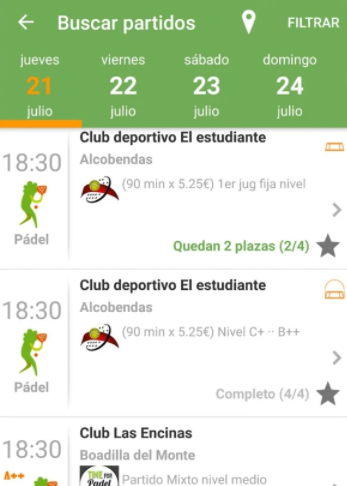 Buscar partidos
FILTRAR
jueves viernes sábado domingo
21 22 23 24
julio julio julio julio
Club deportivo El estudiante
18:30
Alcobendas
(90 min x 5.25€) 1er jug fija nivel
Pádel
Quedan 2 plazas (2/4)
Club deportivo El estudiante
18:30
Alcobendas
(90 min x 5.25€) Nivel C+ -- B++
Pádel
Completo (4/4)
Club Las Encinas
18:30
Boadilla del Monte
A++
TIME FOR
Padel
Partido Mixto nivel medio